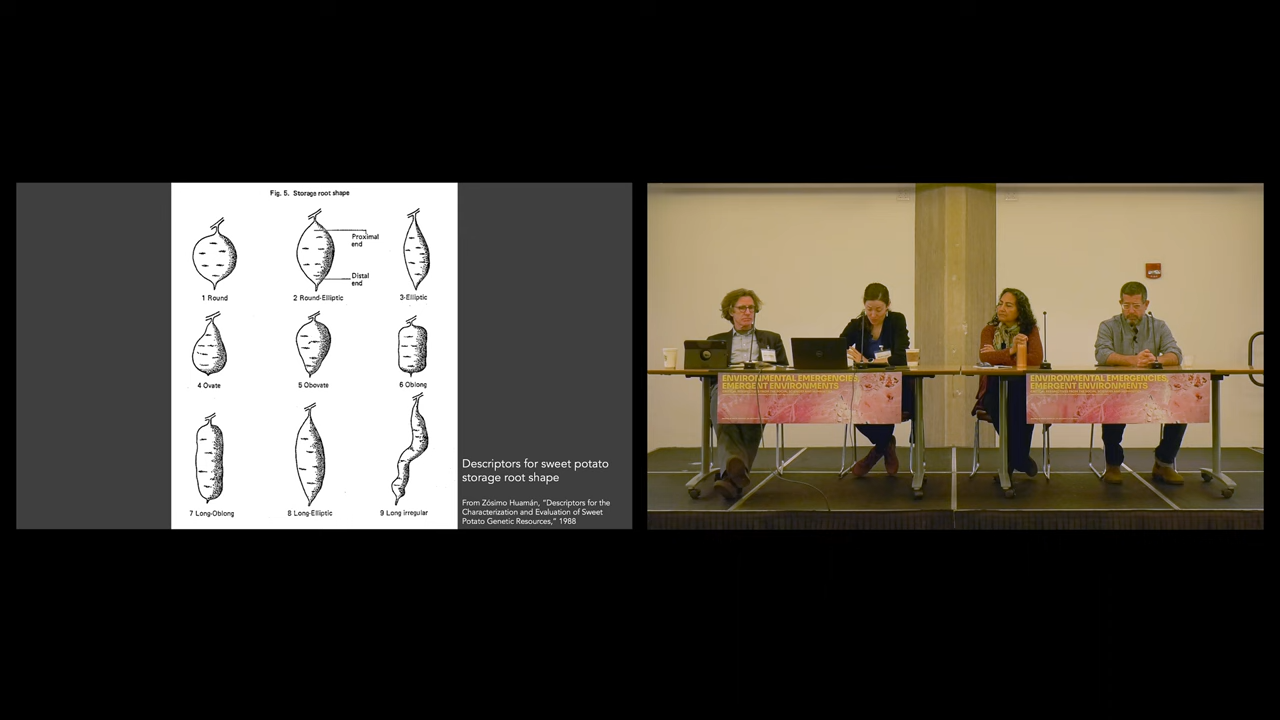 Fig. 5. Storage root shape
Proximal
end
Distal
end
1 Round
2 Round-Elliptic
3-Elliptic
4 Ovate
5 Obovate
6 Oblong
7 Long-Oblong
8 Long-Elliptic
9 Long irregular
Descriptors for sweet potato
storage root shape
From Zósimo Huamán, "Descriptors for the
Characterization and Evaluation of Sweet
Potato Genetic Resources," 1988
ENVIRONMENTAL EMERGENCIES,
EMERGENT ENVIRONMENTS
ENVIRONMENTAL EMERGENCIES,
EMERGENT ENVIRONMENTS